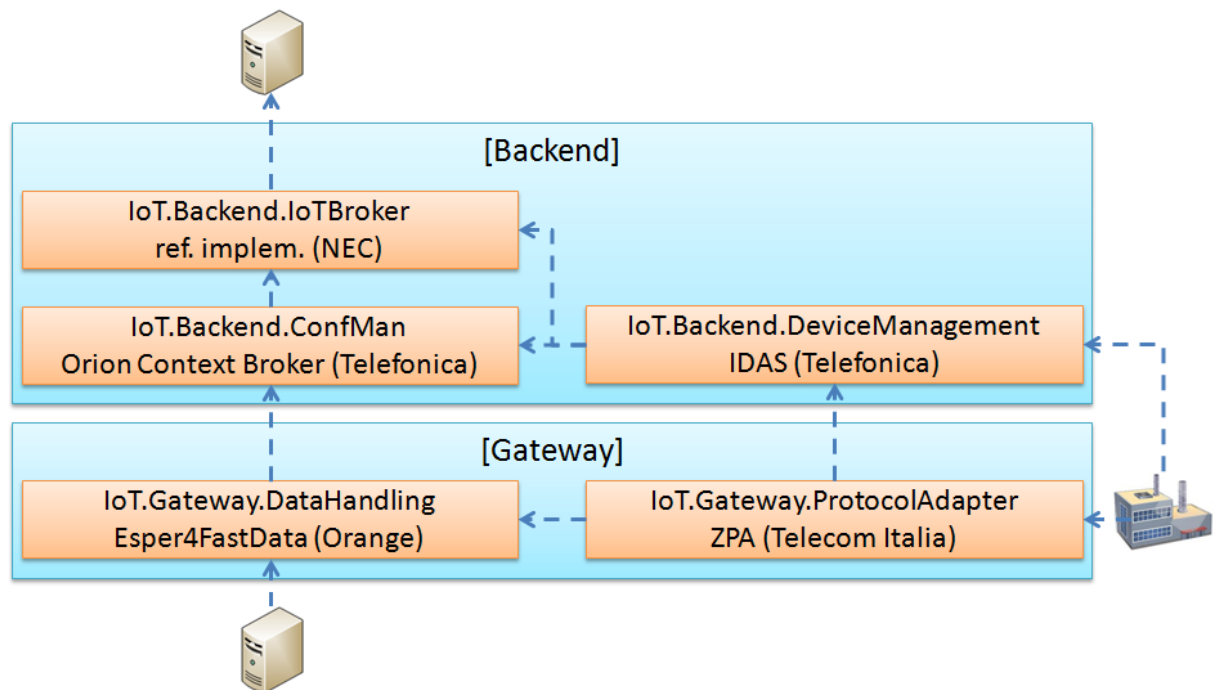 [Backend]
IoT.Backend.IoTBroker
ref. implem. (NEC)
IoT.Backend.ConfMan
Orion Context Broker (Telefonica)
IoT.Backend.DeviceManagement
IDAS (Telefonica)
[Gateway]
IoT.Gateway.DataHandling
Esper4FastData (Orange)
IoT.Gateway.ProtocolAdapter
ZPA (Telecom Italia)